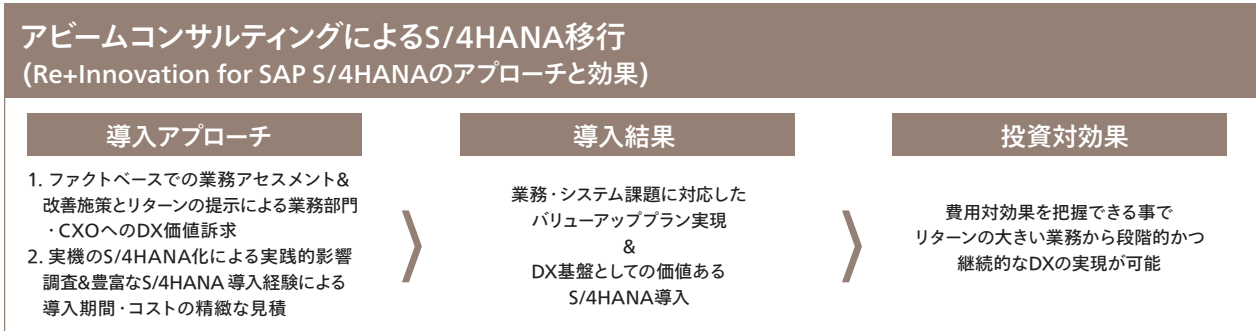 アビームコンサルティングによるS/4HANA移行
(Re+Innovation for SAP S/4HANAのアプローチと効果)
導入アプローチ
1. ファクトベースでの業務アセスメント&
改善施策とリターンの提示による業務部門
・CXOへのDX価値訴求
2. 実機のS/4HANA化による実践的影響
調査&豊富なS/4HANA 導入経験による
導入期間・コストの精緻な見積
導入結果
業務・システム課題に対応した
バリューアッププラン実現
&
DX基盤としての価値ある
S/4HANA導入
投資対効果
費用対効果を把握できる事で
リターンの大きい業務から段階的かつ
継続的なDXの実現が可能